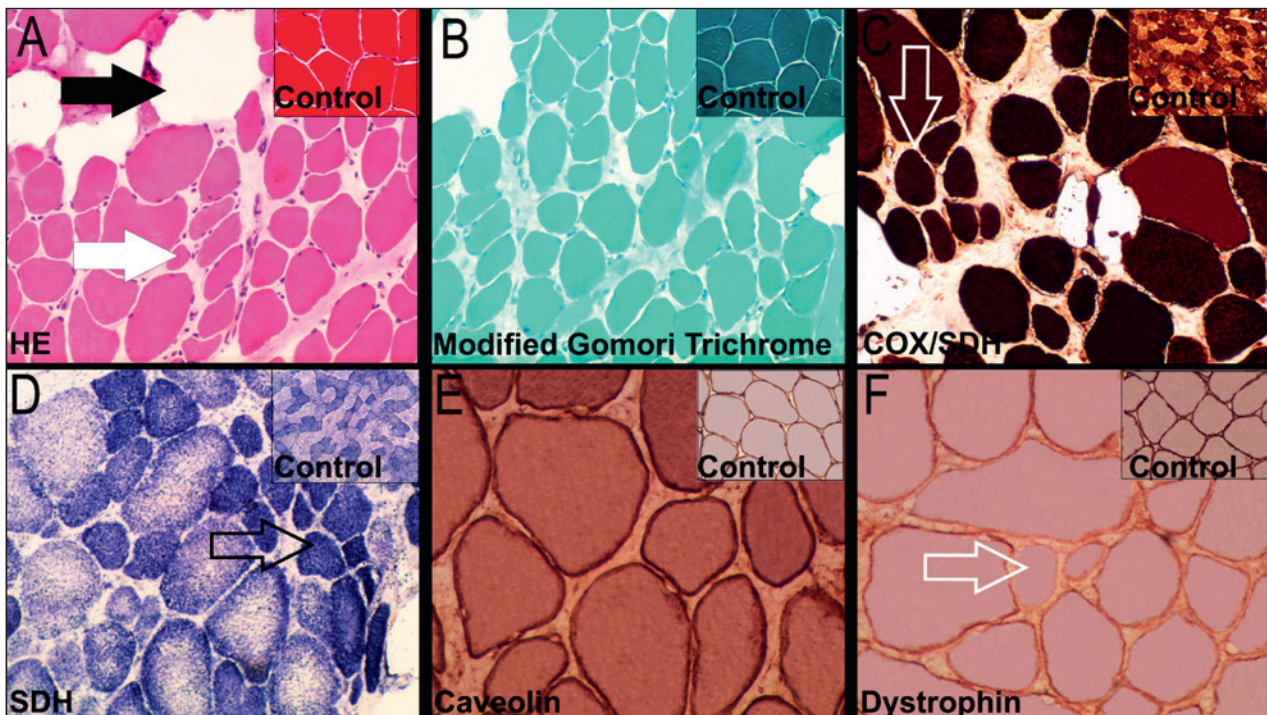 A
Control
HE
B
Control
Modified Gomori Trichrome
C
Control
COX/SDH
D
Control
SDH
E
Control
Caveolin
F
Control
Dystrophin